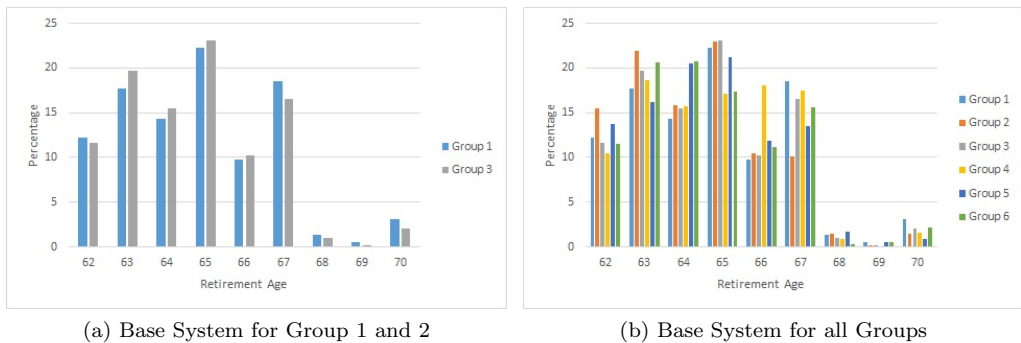 25
20
15
10
5
0
Percentage
62 63 64 65 66 67 68 69 70
Retirement Age
Group 1
Group 3
(a) Base System for Group 1 and 2
25
20
15
10
5
0
Percentage
62 63 64 65 66 67 68 69 70
Retirement Age
Group 1
Group 2
Group 3
Group 4
Group 5
Group 6
(b) Base System for all Groups